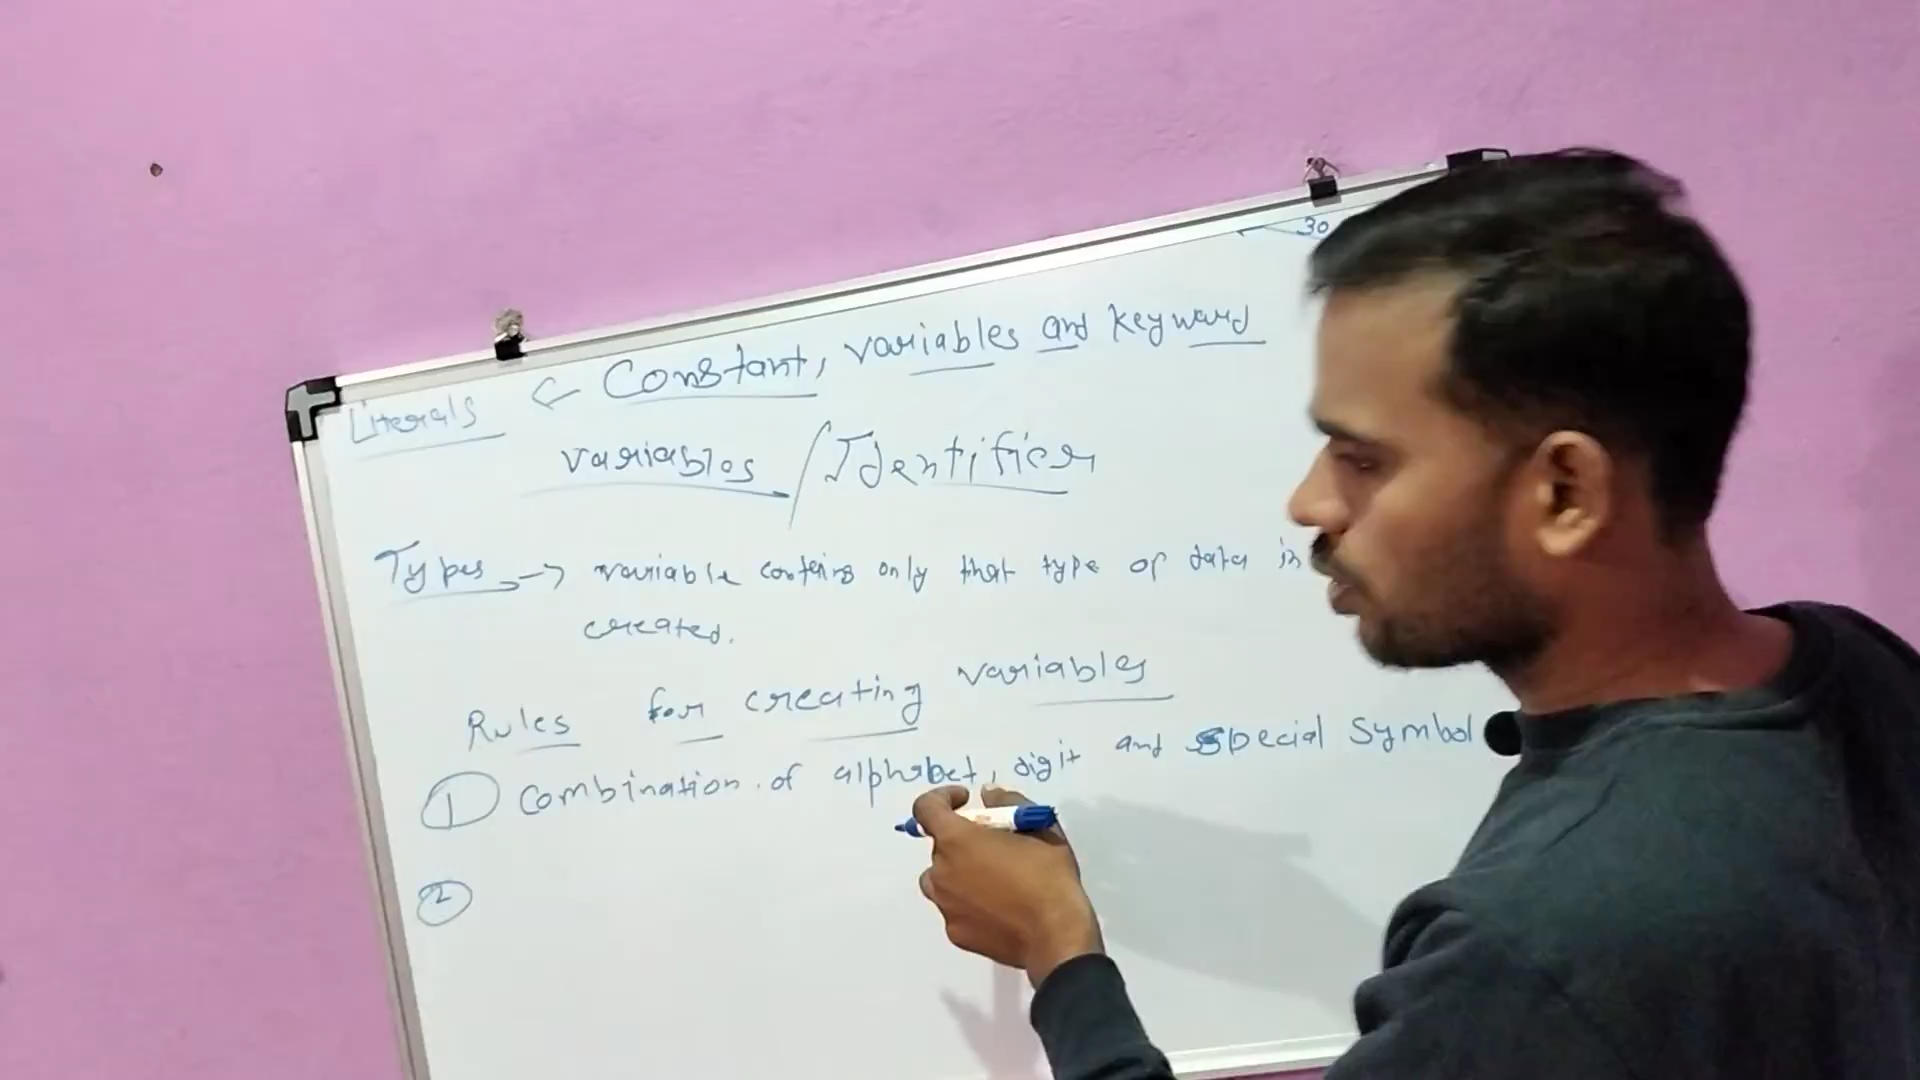 30
Literals ← Constant, variables and keyword
variables / Identifier
Types → variable contains only that type of data in
created.
Rules for creating variables
① Combination of alphabet, digit and special symbol
②